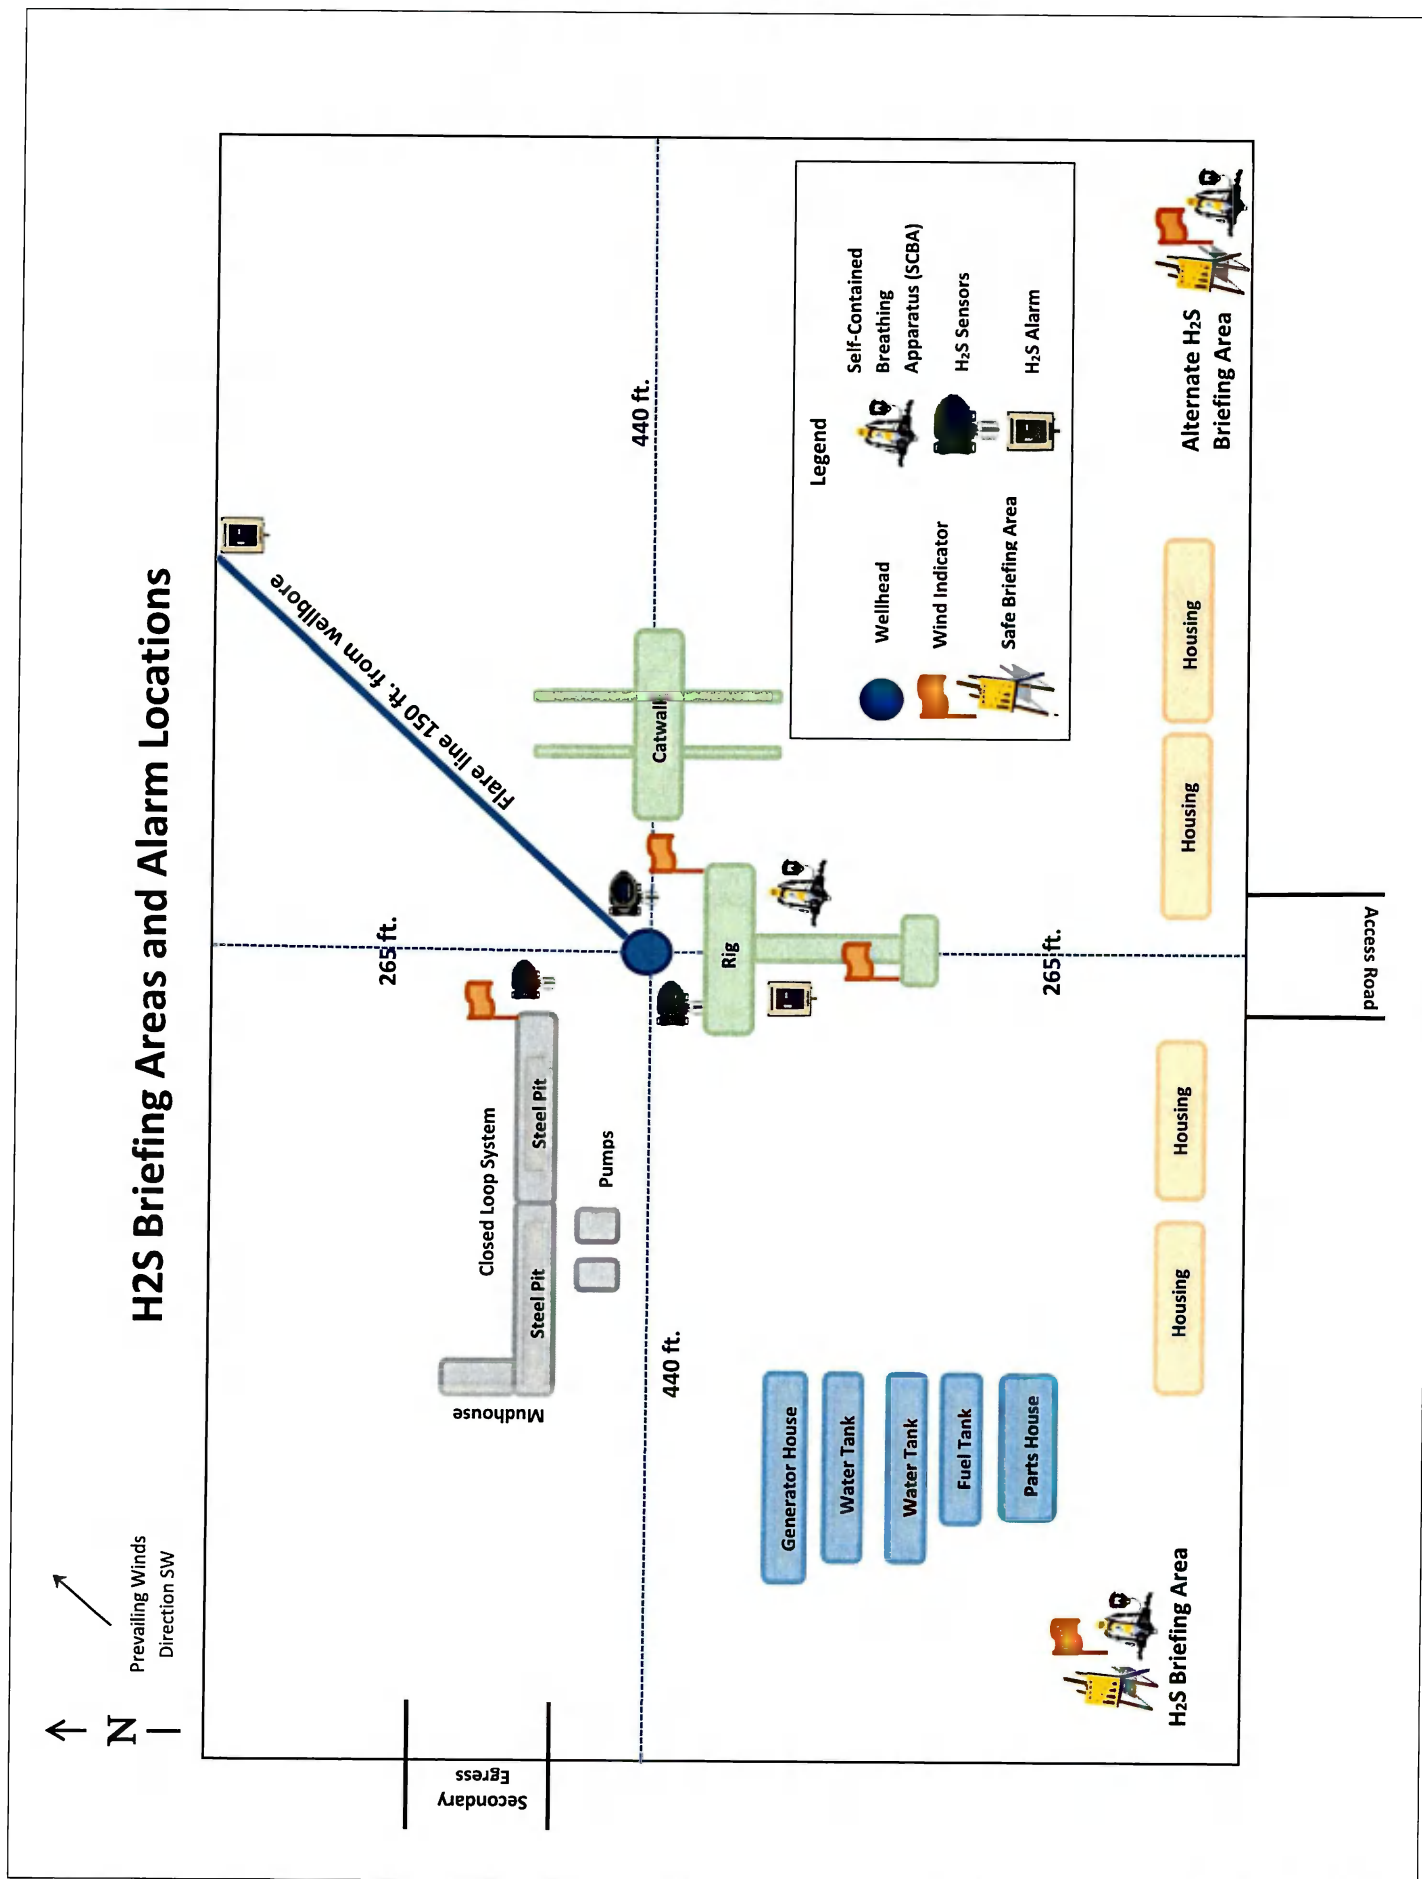 H2S Briefing Areas and Alarm Locations
N
Prevailing Winds
Direction SW
Secondary
Egress
Mudhouse
Closed Loop System
Steel Pit
Steel Pit
Pumps
265 ft.
Flare line 150 ft. from wellbore
440 ft.
440 ft.
Catwalk
Rig
265 ft.
Generator House
Water Tank
Water Tank
Fuel Tank
Parts House
Legend
Wellhead
Wind Indicator
Safe Briefing Area
Self-Contained
Breathing
Apparatus (SCBA)
H2S Sensors
H2S Alarm
H2S Briefing Area
Housing
Housing
Housing
Housing
Alternate H2S
Briefing Area
Access Road